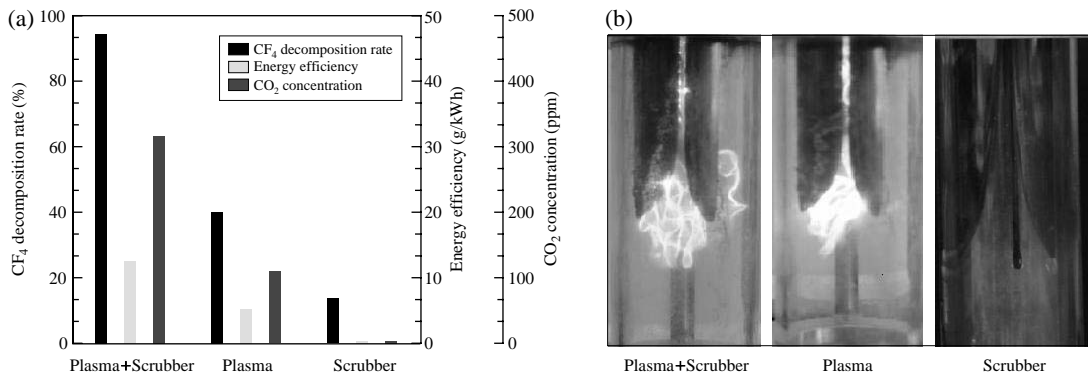 (a)
CF4 decomposition rate (%)
100
80
60
40
20
0
CF4 decomposition rate
Energy efficiency
CO2 concentration
Plasma+Scrubber
Plasma
Scrubber
50
40
30
20
10
0
Energy efficiency (g/kWh)
500
400
300
200
100
0
CO2 concentration (ppm)
(b)
Plasma+Scrubber
Plasma
Scrubber